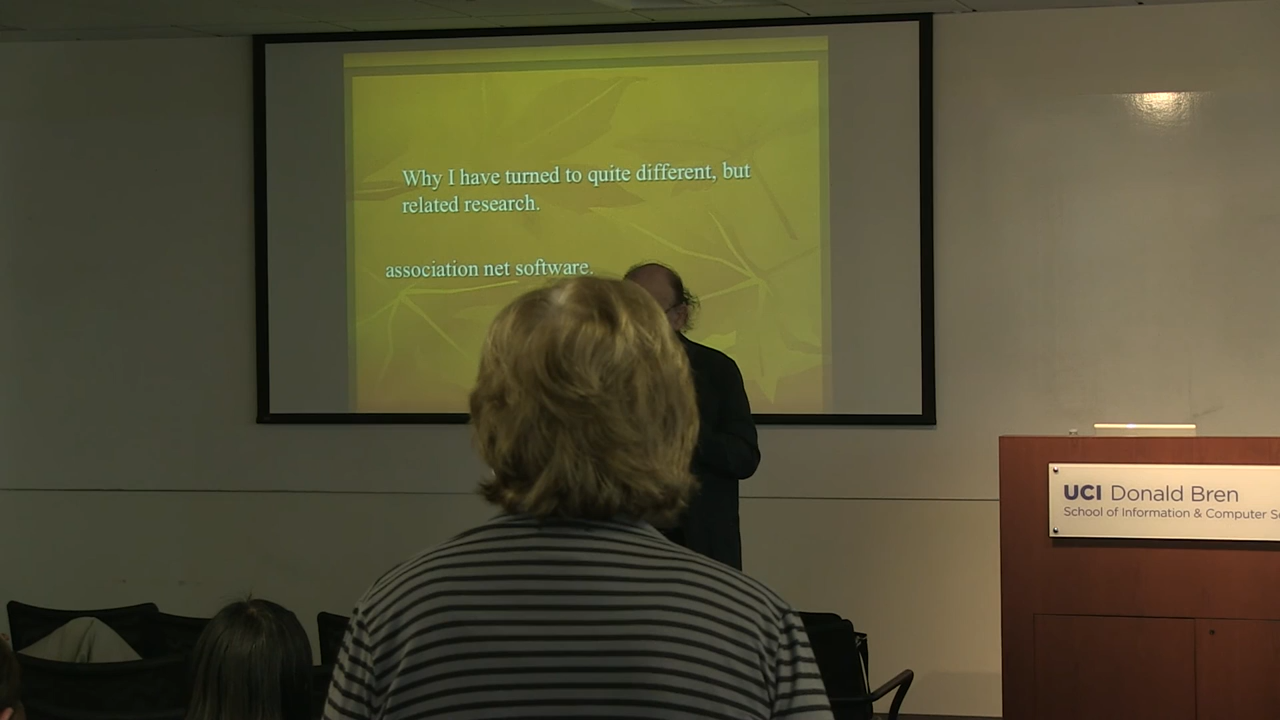 Why I have turned to quite different, but
related research.
association net software.
UCI Donald Bren
School of Information & Computer